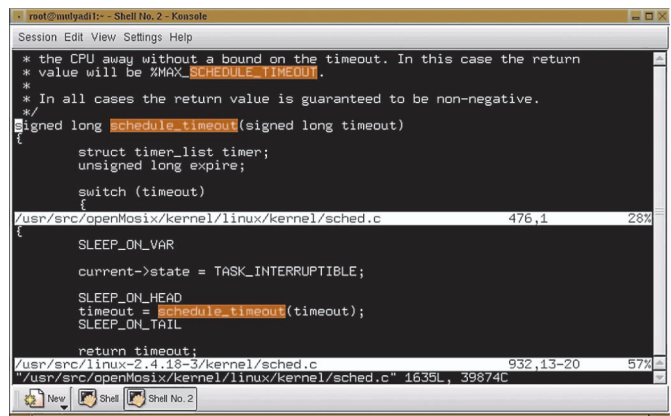 root@mulyadi1:~ - Shell No. 2 - Konsole
Session Edit View Settings Help
* the CPU away without a bound on the timeout. In this case the return
* value will be %MAX_SCHEDULE_TIMEOUT.
*
* In all cases the return value is guaranteed to be non-negative.
*/
signed long schedule_timeout(signed long timeout)
{
struct timer_list timer;
unsigned long expire;
switch (timeout)
{
/usr/src/openMosix/kernel/linux/kernel/sched.c 476,1 28%
{
SLEEP_ON_VAR
current->state = TASK_INTERRUPTIBLE;
SLEEP_ON_HEAD
timeout = schedule_timeout(timeout);
SLEEP_ON_TAIL
return timeout;
/usr/src/linux-2.4.18-3/kernel/sched.c 932,13-20 57%
"/usr/src/openMosix/kernel/linux/kernel/sched.c" 1635L, 39874C
New Shell Shell No. 2